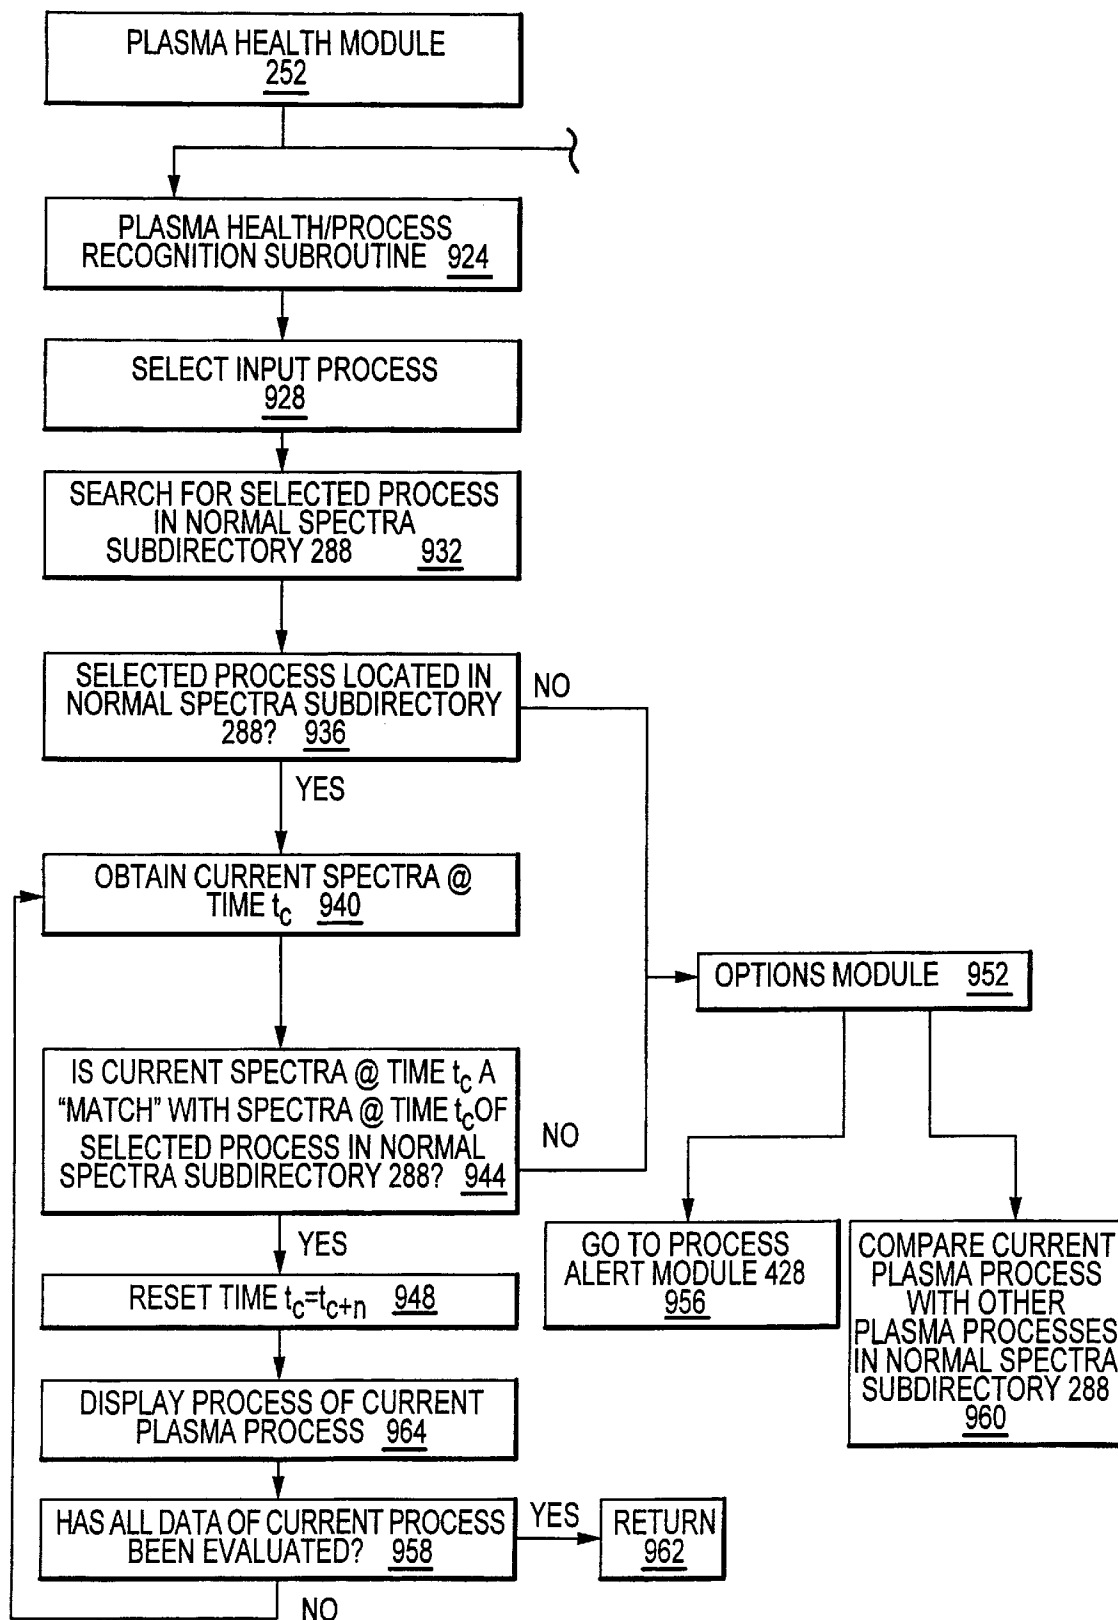 PLASMA HEALTH MODULE
252
PLASMA HEALTH/PROCESS
RECOGNITION SUBROUTINE 924
SELECT INPUT PROCESS
928
SEARCH FOR SELECTED PROCESS
IN NORMAL SPECTRA
SUBDIRECTORY 288 932
SELECTED PROCESS LOCATED IN
NORMAL SPECTRA SUBDIRECTORY
288? 936
NO
YES
OBTAIN CURRENT SPECTRA @
TIME tc 940
OPTIONS MODULE 952
IS CURRENT SPECTRA @ TIME tc A
"MATCH" WITH SPECTRA @ TIME tc OF
SELECTED PROCESS IN NORMAL
SPECTRA SUBDIRECTORY 288? 944
NO
YES
GO TO PROCESS
ALERT MODULE 428
956
COMPARE CURRENT
PLASMA PROCESS
WITH OTHER
PLASMA PROCESSES
IN NORMAL SPECTRA
SUBDIRECTORY 288
960
RESET TIME tc=tc+n 948
DISPLAY PROCESS OF CURRENT
PLASMA PROCESS 964
HAS ALL DATA OF CURRENT PROCESS
BEEN EVALUATED? 958
YES
RETURN
962
NO